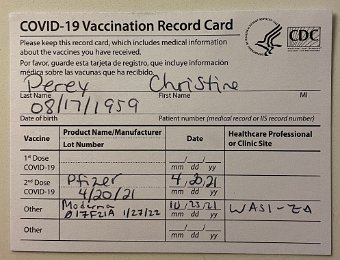 COVID-19 Vaccination Record Card
Please keep this record card, which includes medical information
about the vaccines you have received.
Por favor, guarde esta tarjeta de registro, que incluye información
médica sobre las vacunas que ha recibido.
CDC
Perey Christine
Last Name First Name MI
08/17/1959
Date of birth Patient number (medical record or IIS record number)
Vaccine Product Name/Manufacturer Date Healthcare Professional
Lot Number or Clinic Site
1st Dose
COVID-19
mm dd yy
2nd Dose Pfizer 4,20,21
COVID-19 4/20/21 mm dd yy
Other Moderna 10,23,21 WASI-
017F21A 1/27/22 mm dd yy
Other
mm dd yy